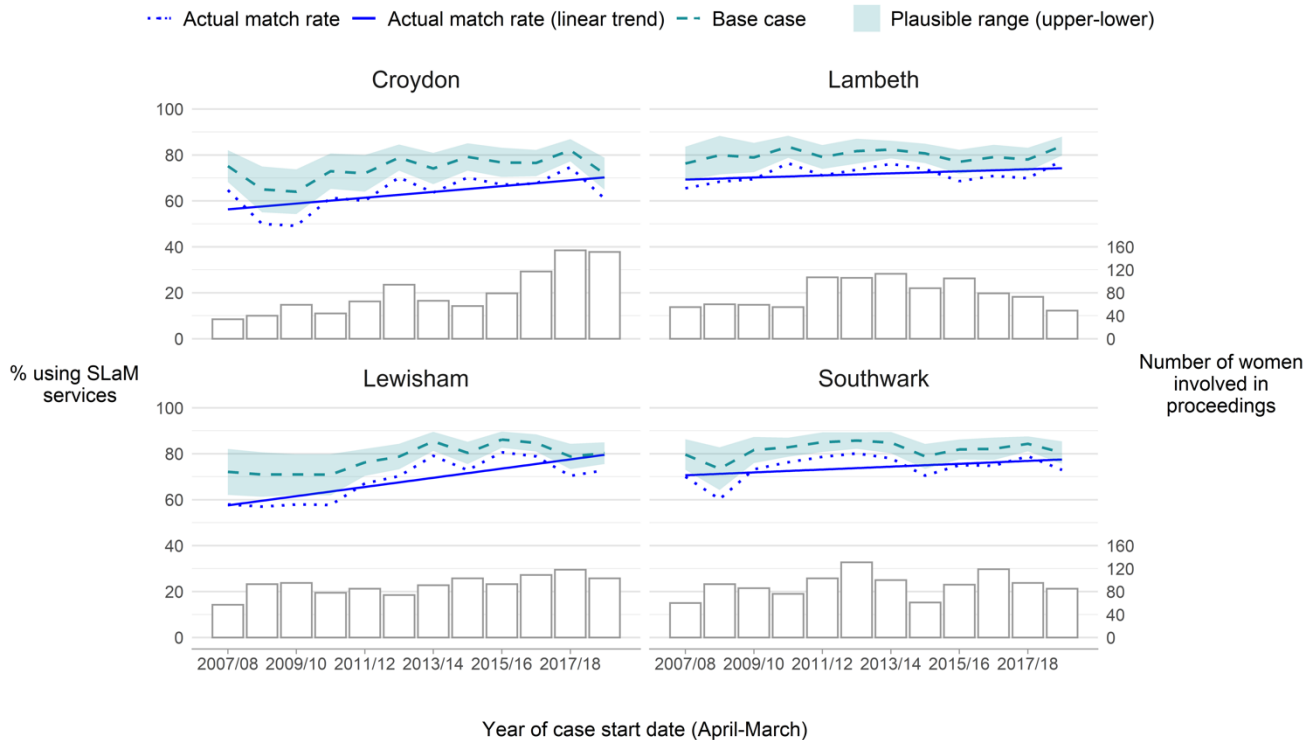 Actual match rate
Actual match rate (linear trend)
Base case
Plausible range (upper-lower)
Croydon
Lambeth
100
80
60
40
20
0
160
120
80
40
0
% using SLaM
services
Number of women
involved in
proceedings
Lewisham
Southwark
100
80
60
40
20
0
160
120
80
40
0
2007/08 2009/10 2011/12 2013/14 2015/16 2017/18
2007/08 2009/10 2011/12 2013/14 2015/16 2017/18
Year of case start date (April-March)